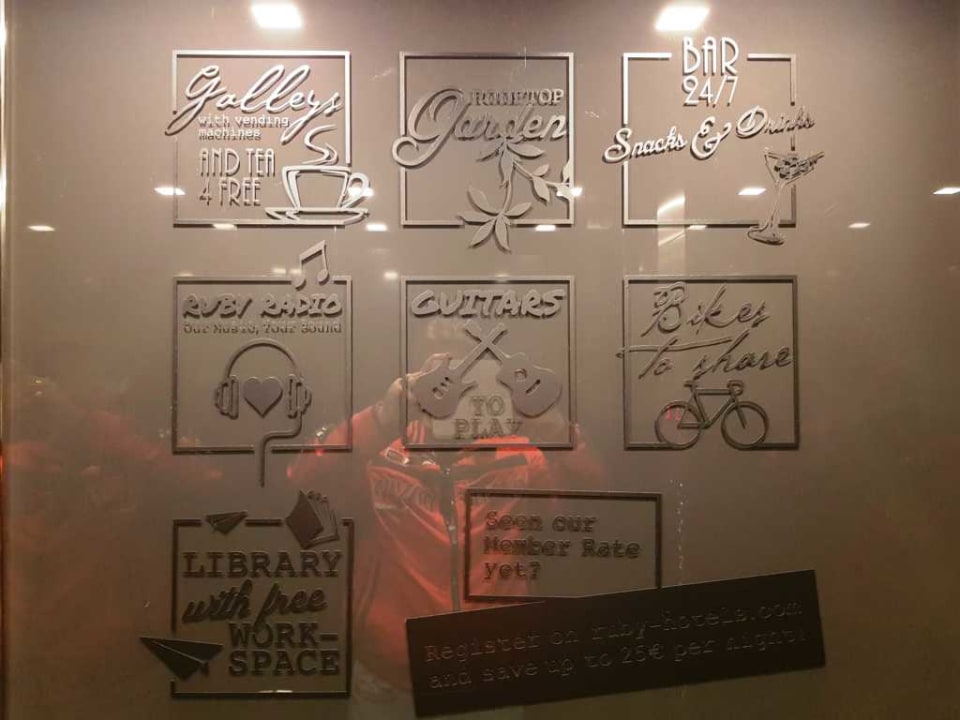 Galleys
with vending
machines
AND TEA
4 FREE
ROOFTOP
Garden
BAR
24/7
Snacks & Drinks
RUBY RADIO
Our Music, Your Sound
GUITARS
TO
PLAY
Bikes
to share
LIBRARY
with free
WORK-
SPACE
Seen our
Member Rate
yet?
Register on ruby-hotels.com
and save up to 25€ per night!